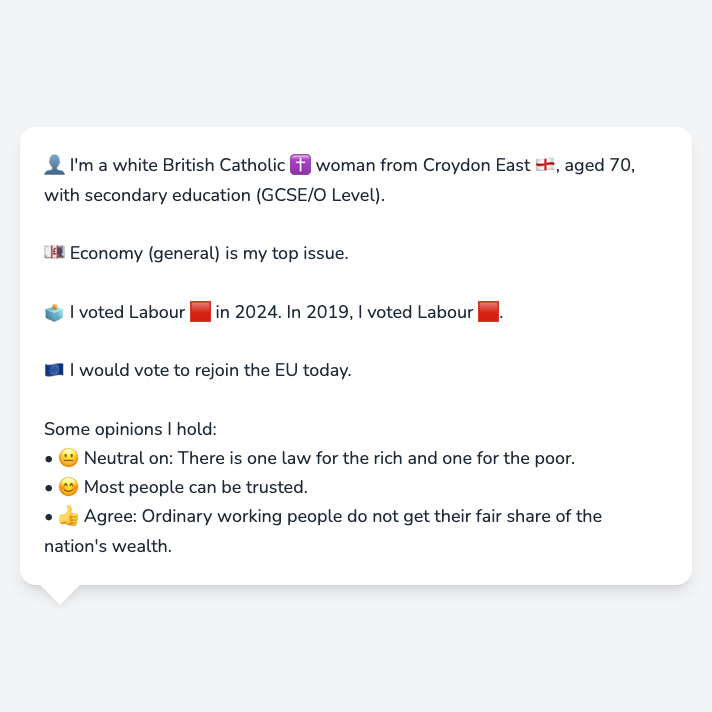 👤 I'm a white British Catholic ✝️ woman from Croydon East 🏴󠁧󠁢󠁥󠁮󠁧󠁿, aged 70,
with secondary education (GCSE/O Level).
💷 Economy (general) is my top issue.
🗳️ I voted Labour 🟥 in 2024. In 2019, I voted Labour 🟥.
🇪🇺 I would vote to rejoin the EU today.
Some opinions I hold:
• 😐 Neutral on: There is one law for the rich and one for the poor.
• 😊 Most people can be trusted.
• 👍 Agree: Ordinary working people do not get their fair share of the
nation's wealth.